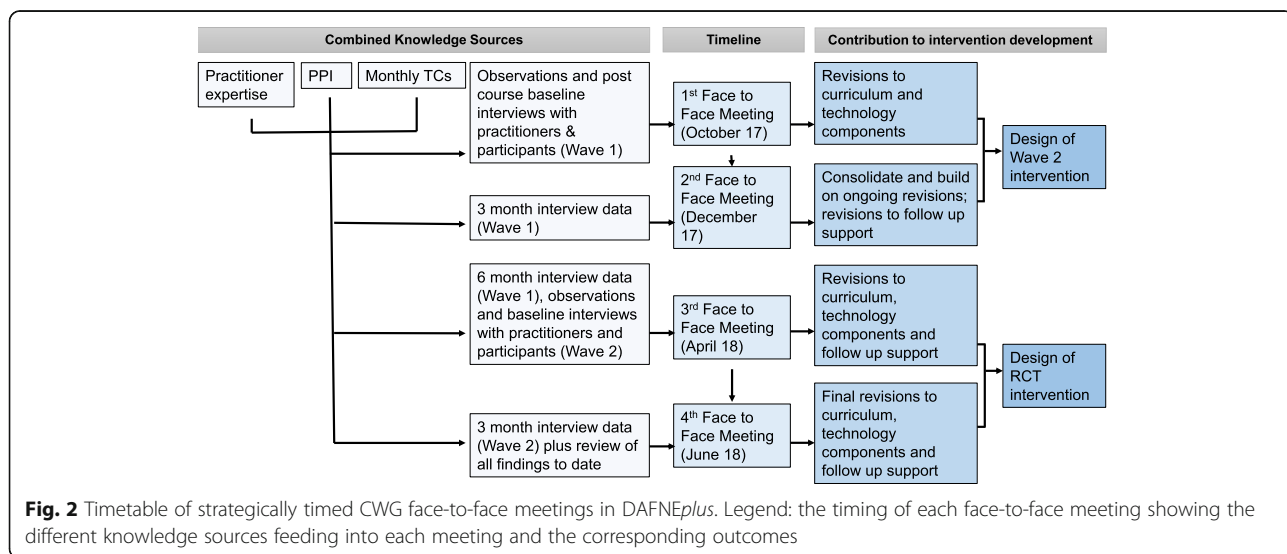 Combined Knowledge Sources
Timeline
Contribution to intervention development
Practitioner
expertise
PPI
Monthly TCs
Observations and post
course baseline
interviews with
practitioners &
participants (Wave 1)
1st Face to
Face Meeting
(October 17)
Revisions to
curriculum and
technology
components
Design of
Wave 2
intervention
3 month interview data
(Wave 1)
2nd Face to
Face Meeting
(December
17)
Consolidate and build
on ongoing revisions;
revisions to follow up
support
6 month interview data
(Wave 1), observations
and baseline interviews
with practitioners and
participants (Wave 2)
3rd Face to
Face Meeting
(April 18)
Revisions to
curriculum,
technology
components and
follow up support
Design of
RCT
intervention
3 month interview data
(Wave 2) plus review of
all findings to date
4th Face to
Face Meeting
(June 18)
Final revisions to
curriculum,
technology
components and
follow up support
Fig. 2 Timetable of strategically timed CWG face-to-face meetings in DAFNEplus. Legend: the timing of each face-to-face meeting showing the
different knowledge sources feeding into each meeting and the corresponding outcomes